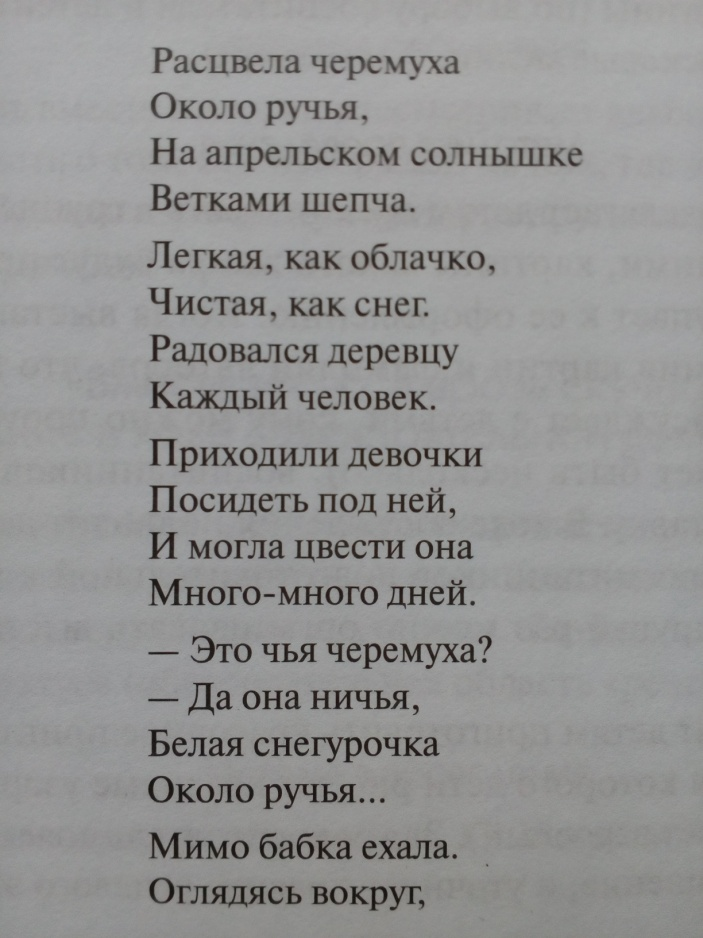 Расцвела черемуха
Около ручья,
На апрельском солнышке
Ветками шепча.
Легкая, как облачко,
Чистая, как снег.
Радовался деревцу
Каждый человек.
Приходили девочки
Посидеть под ней,
И могла цвести она
Много-много дней.
— Это чья черемуха?
— Да она ничья,
Белая снегурочка
Около ручья...
Мимо бабка ехала.
Оглядясь вокруг,